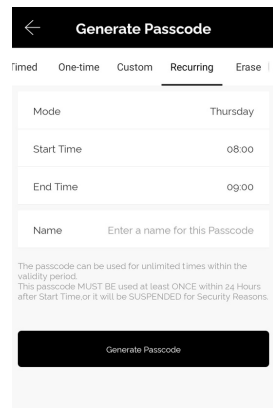 Generate Passcode
Timed One-time Custom Recurring Erase
Mode Thursday
Start Time 08:00
End Time 09:00
Name Enter a name for this Passcode
The passcode can be used for unlimited times within the
validity period.
This passcode MUST BE used at least ONCE within 24 Hours
after Start Time,or it will be SUSPENDED for Security Reasons.
Generate Passcode